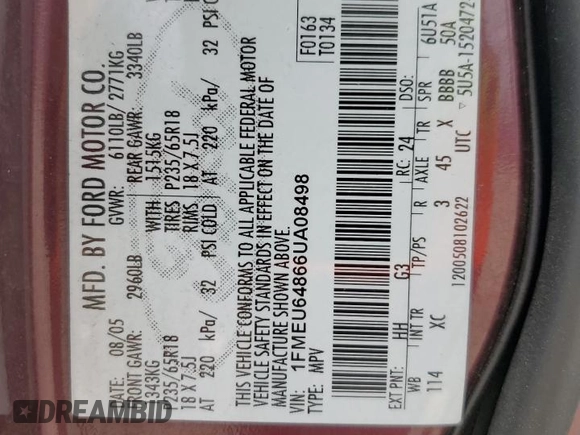 MFD. BY FORD MOTOR CO.
DATE: 08/05 GVWR: 6110LB/ 2771KG
FRONT GAWR: 2960LB REAR GAWR: 3340LB
1343KG WITH 1515KG
P235/65R18 TIRES P235/65R18
18 X 7.5J RIMS 18 X 7.5J
AT 220 kPa/ 32 PSI COLD AT 220 kPa/ 32 PSI
THIS VEHICLE CONFORMS TO ALL APPLICABLE FEDERAL MOTOR
VEHICLE SAFETY STANDARDS IN EFFECT ON THE DATE OF
MANUFACTURE SHOWN ABOVE.
VIN: 1FMEU64866UA08498
TYPE: MPV
F0163
T0134
EXT PNT: HH G3 RC: 24 DSO:
WB INT TR TP/PS R AXLE TR SPR 6U51A
114 XC 3 45 X BBBB 50A
1200508102622 UTC ▽ 5U5A-1520472-
DREAMBID